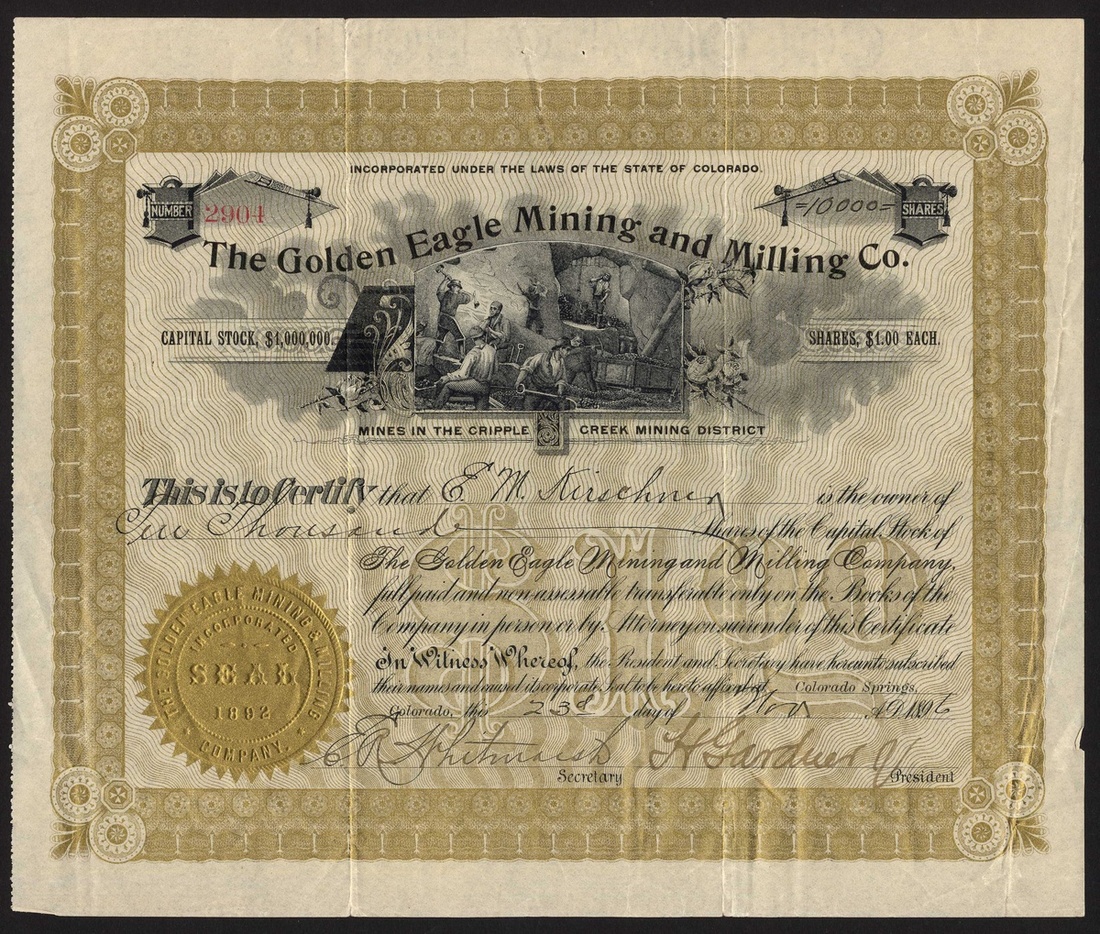 INCORPORATED UNDER THE LAWS OF THE STATE OF COLORADO.
NUMBER 2904
=10000= SHARES
The Golden Eagle Mining and Milling Co.
CAPITAL STOCK, $1,000,000.
SHARES, $1.00 EACH.
MINES IN THE CRIPPLE CREEK MINING DISTRICT
This is to Certify that E. M. Kirschner is the owner of
Ten Thousand Shares of the Capital Stock of
The Golden Eagle Mining and Milling Company,
full paid and non-assessable transferable only on the Books of the
Company in person or by Attorney on surrender of this Certificate
In Witness Whereof, the President and Secretary have hereunto subscribed
their names and caused its corporate Seal to be hereto affixed at Colorado Springs,
Colorado, this 23d day of Nov A.D. 1896
$100
THE GOLDEN EAGLE MINING & MILLING
INCORPORATED
SEAL
1892
COMPANY.
Secretary
H Gardner Jr
President